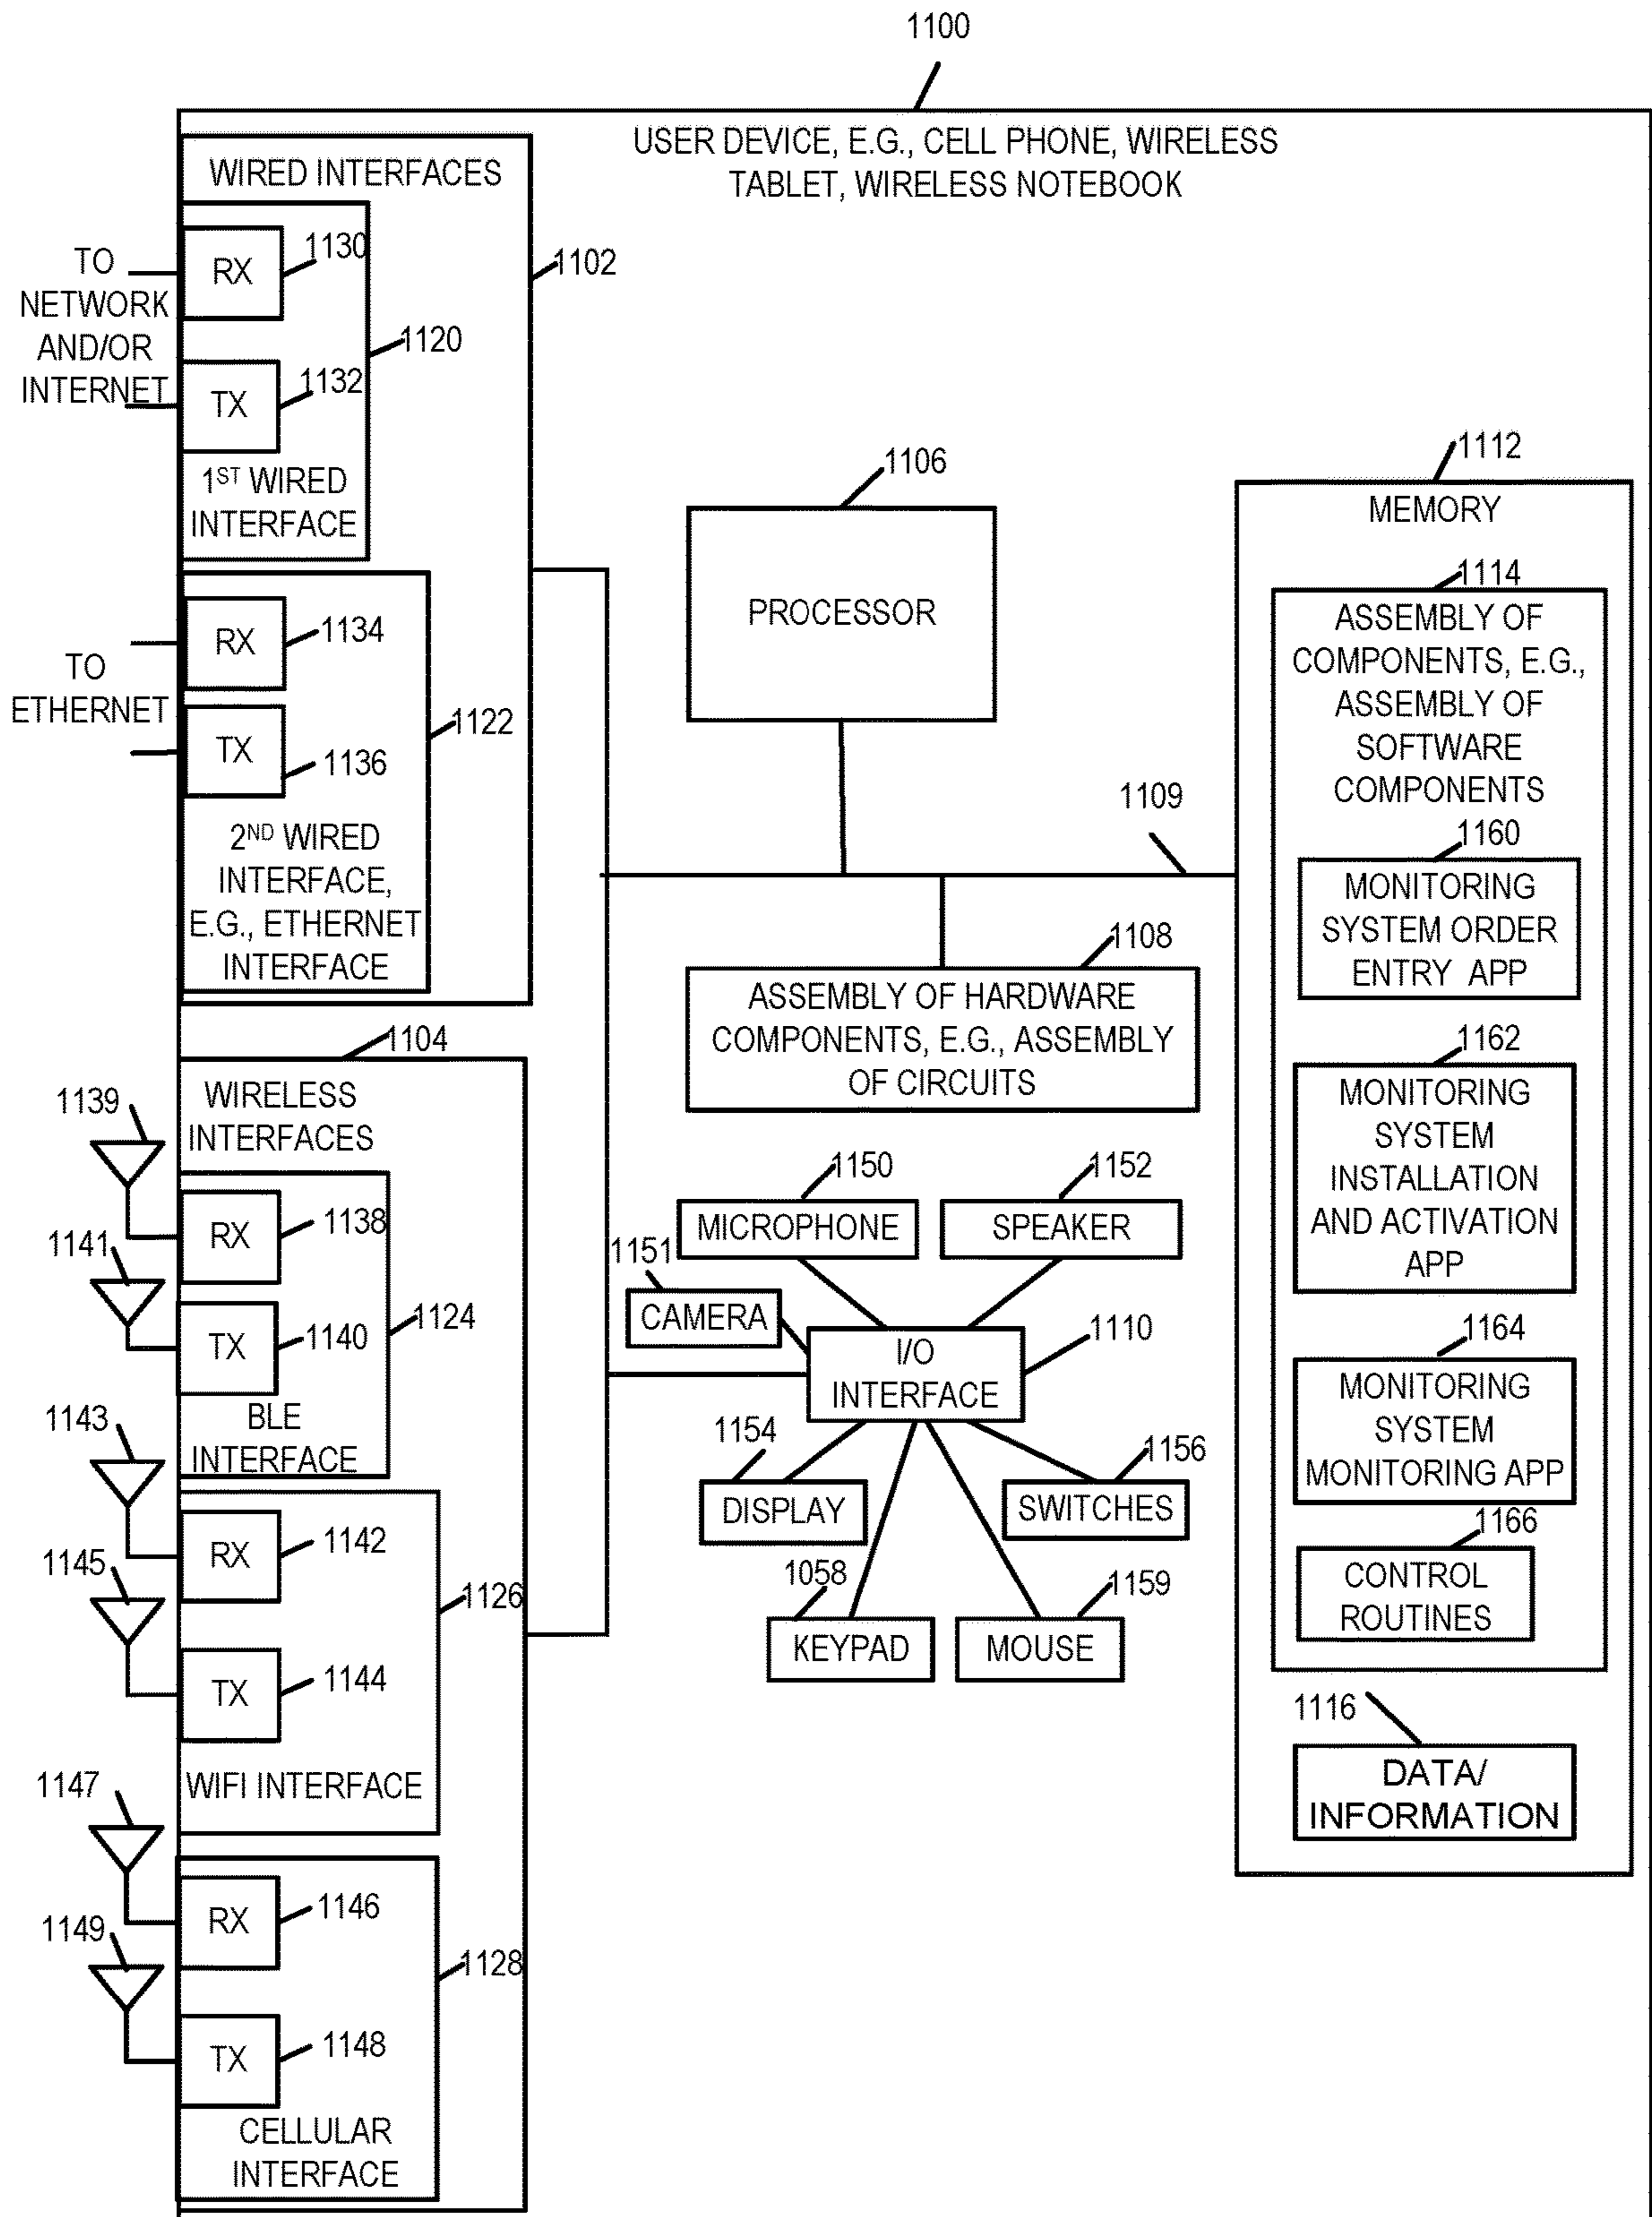 1100
USER DEVICE, E.G., CELL PHONE, WIRELESS
TABLET, WIRELESS NOTEBOOK
WIRED INTERFACES
1102
TO
NETWORK
AND/OR
INTERNET
RX
1130
1120
TX
1132
1ST WIRED
INTERFACE
TO
ETHERNET
RX
1134
TX
1136
1122
2ND WIRED
INTERFACE,
E.G., ETHERNET
INTERFACE
1104
WIRELESS
INTERFACES
1139
RX
1138
1141
TX
1140
1124
BLE
INTERFACE
1143
RX
1142
1145
1126
TX
1144
WIFI INTERFACE
1147
RX
1146
1149
1128
TX
1148
CELLULAR
INTERFACE
1106
PROCESSOR
1109
1108
ASSEMBLY OF HARDWARE
COMPONENTS, E.G., ASSEMBLY
OF CIRCUITS
1150
MICROPHONE
1152
SPEAKER
1151
CAMERA
1110
I/O
INTERFACE
1154
DISPLAY
1156
SWITCHES
1058
KEYPAD
1159
MOUSE
1112
MEMORY
1114
ASSEMBLY OF
COMPONENTS, E.G.,
ASSEMBLY OF
SOFTWARE
COMPONENTS
1160
MONITORING
SYSTEM ORDER
ENTRY APP
1162
MONITORING
SYSTEM
INSTALLATION
AND ACTIVATION
APP
1164
MONITORING
SYSTEM
MONITORING APP
1166
CONTROL
ROUTINES
1116
DATA/
INFORMATION